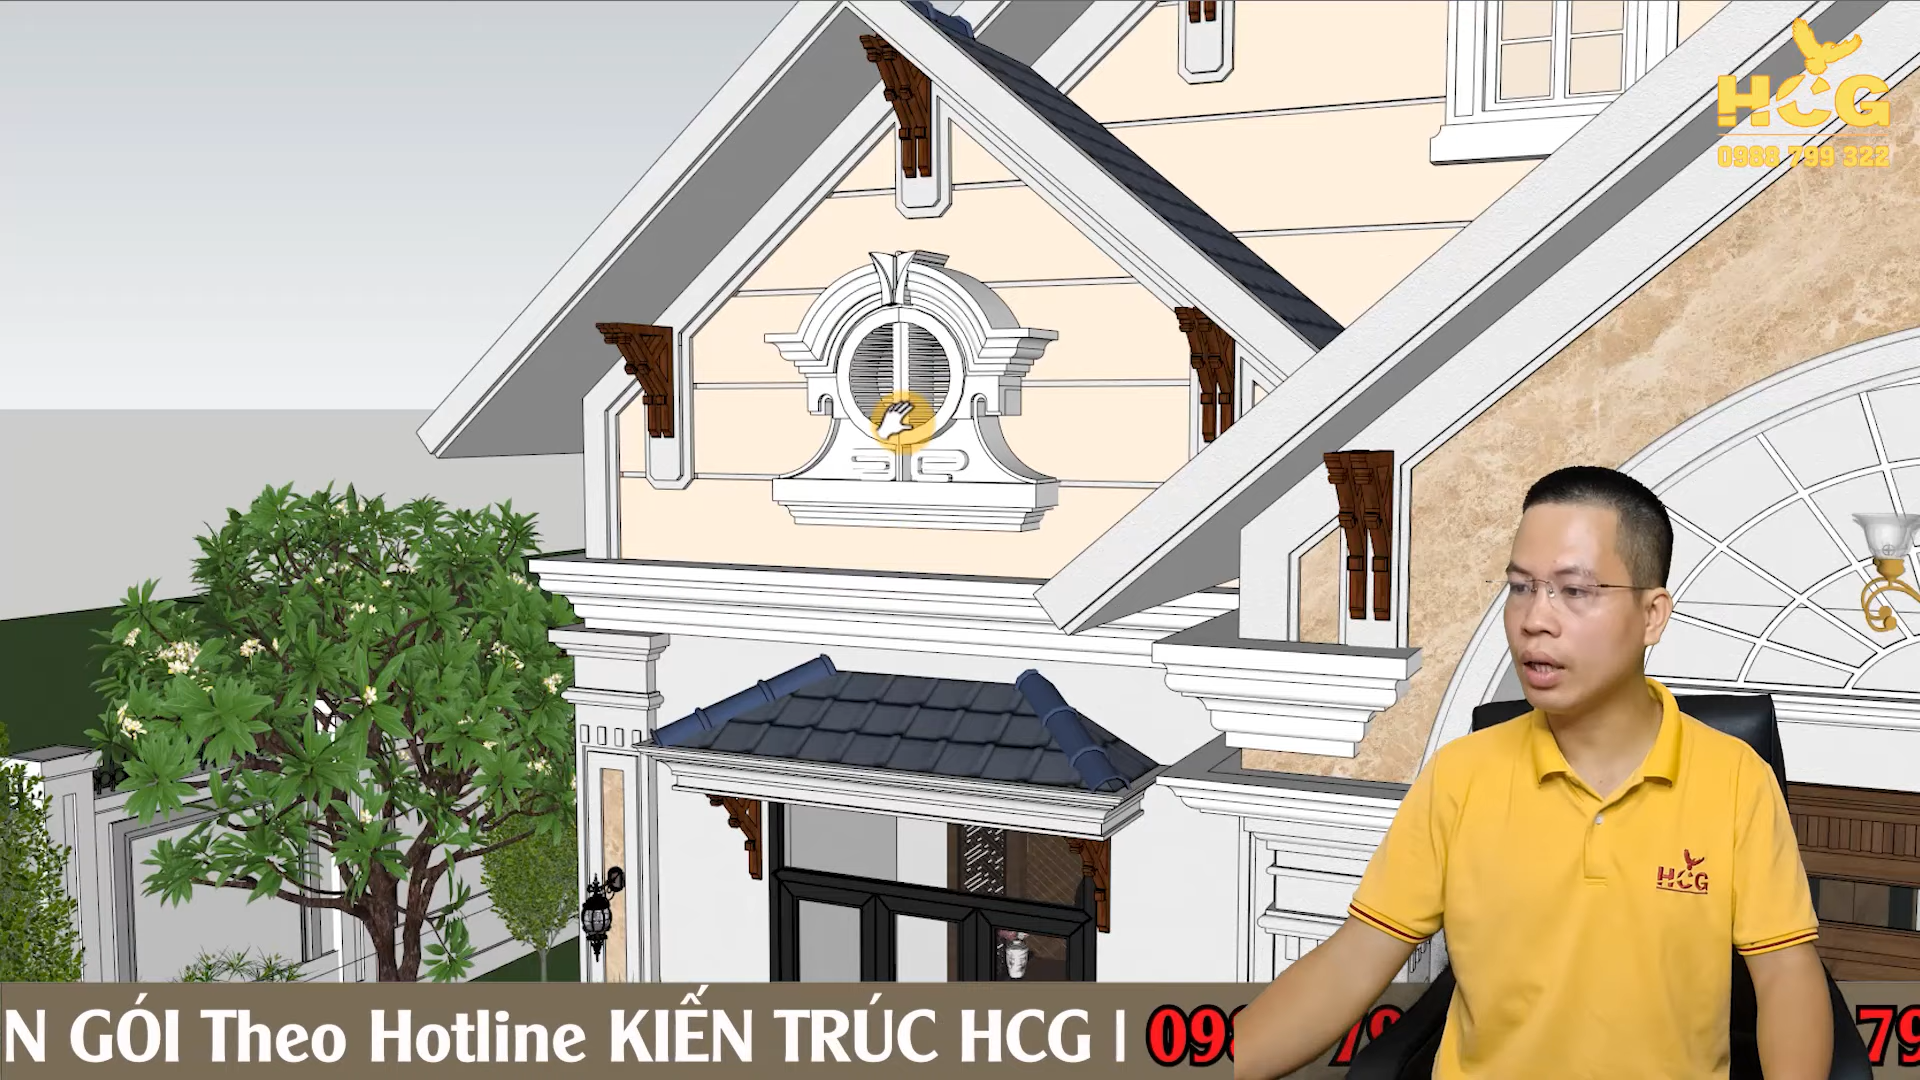 HCG
0988 799 322
HCG
N GÓI Theo Hotline KIẾN TRÚC HCG |